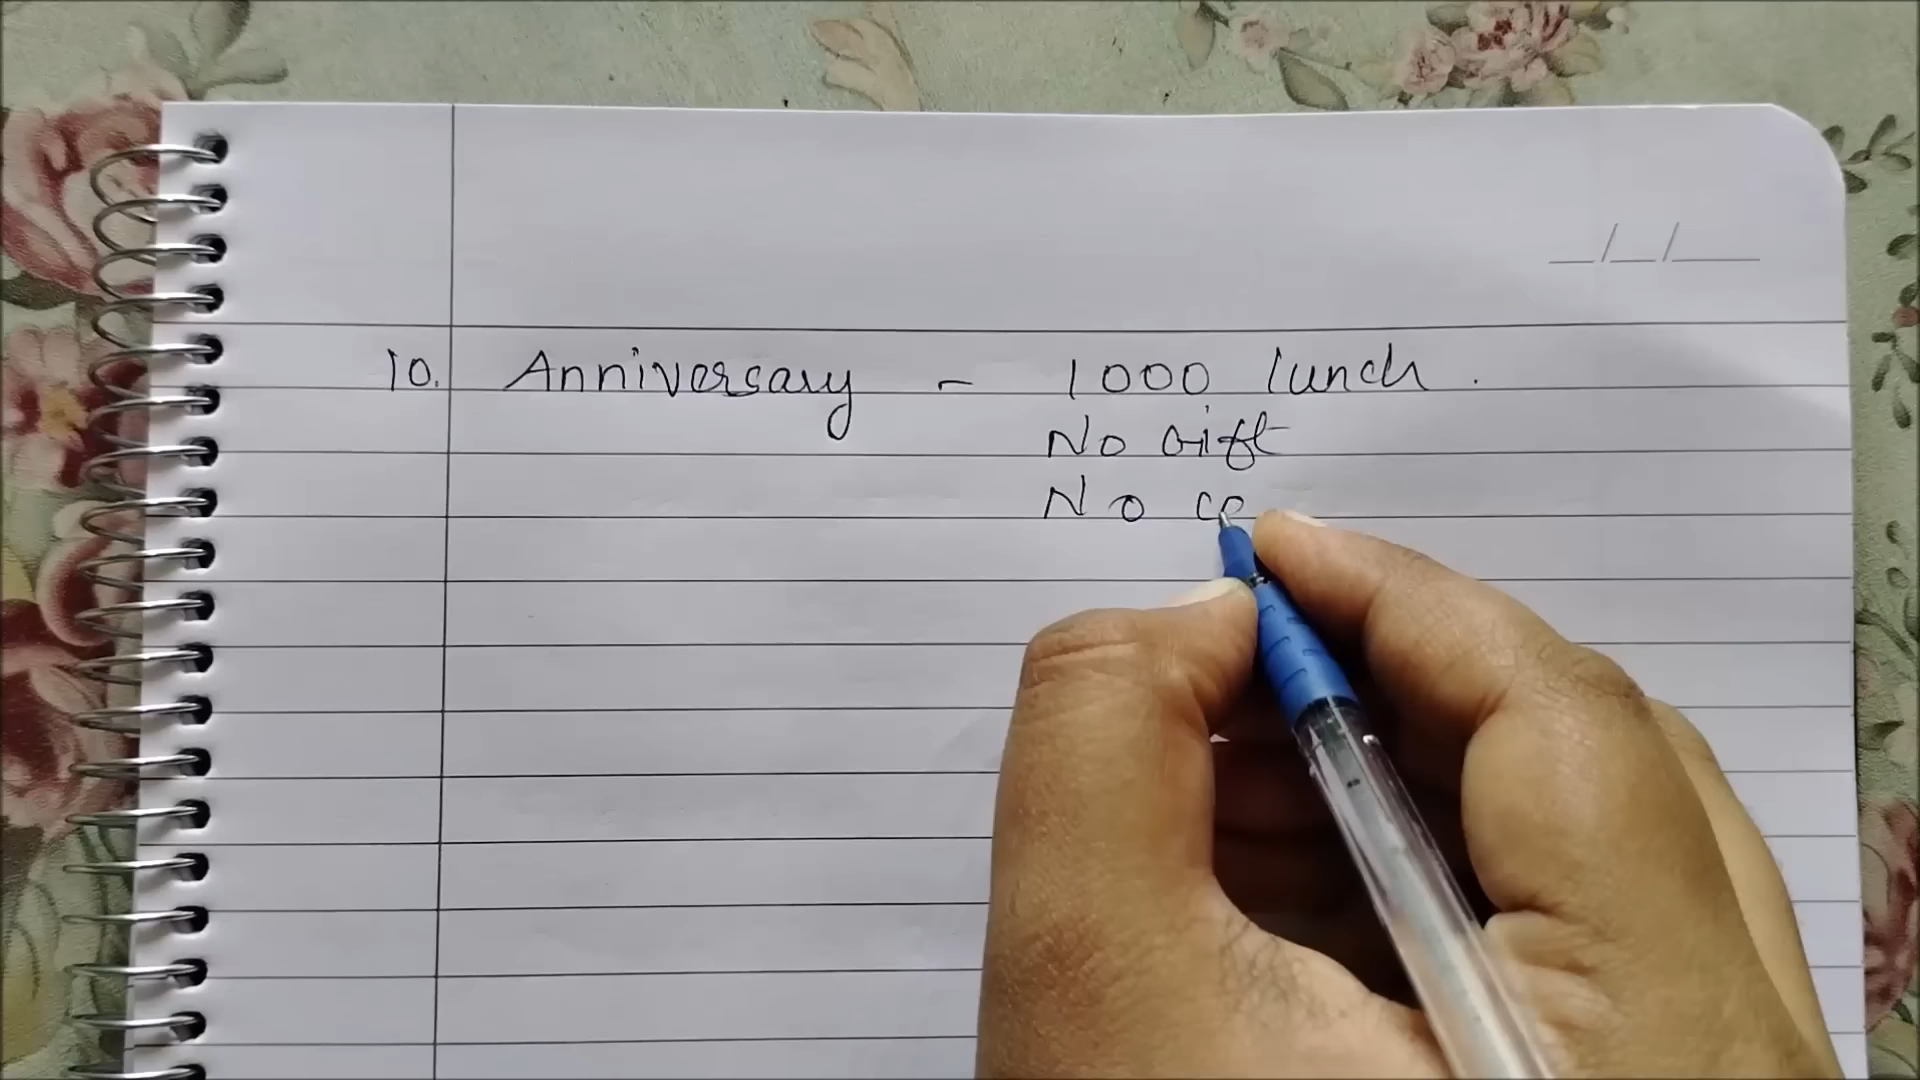 10. Anniversary - 1000 lunch.
No Gift
No co
__/__/____